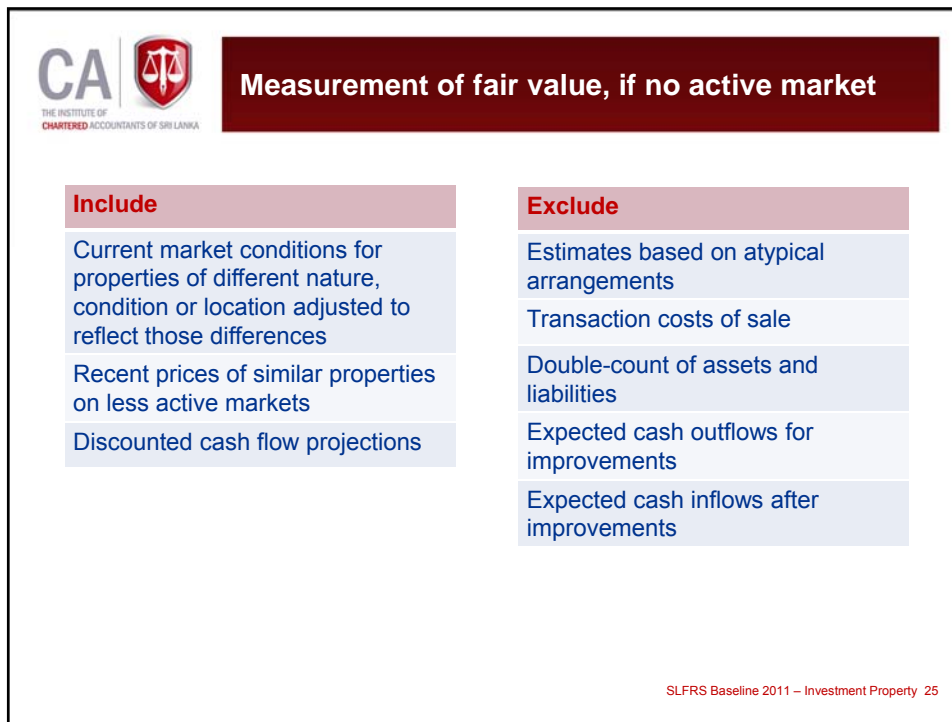 CA
THE INSTITUTE OF
CHARTERED ACCOUNTANTS OF SRI LANKA
Measurement of fair value, if no active market
Include
Current market conditions for
properties of different nature,
condition or location adjusted to
reflect those differences
Recent prices of similar properties
on less active markets
Discounted cash flow projections
Exclude
Estimates based on atypical
arrangements
Transaction costs of sale
Double-count of assets and
liabilities
Expected cash outflows for
improvements
Expected cash inflows after
improvements
SLFRS Baseline 2011 – Investment Property 25